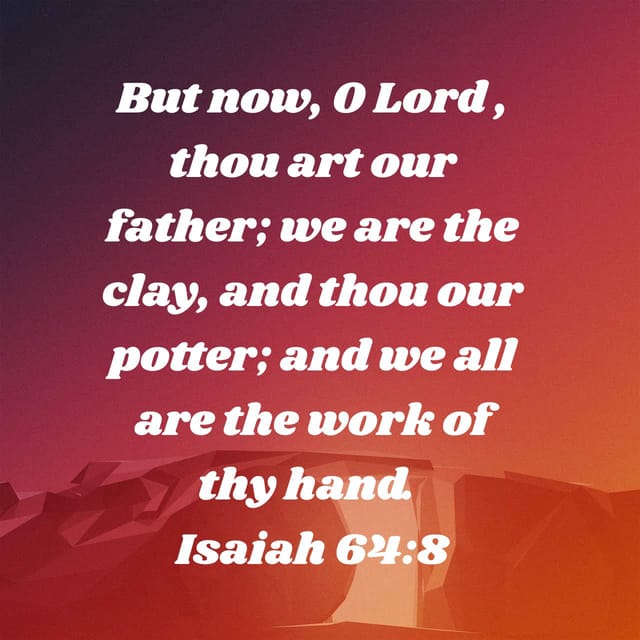 But now, O Lord ,
thou art our
father; we are the
clay, and thou our
potter; and we all
are the work of
thy hand.
Isaiah 64:8